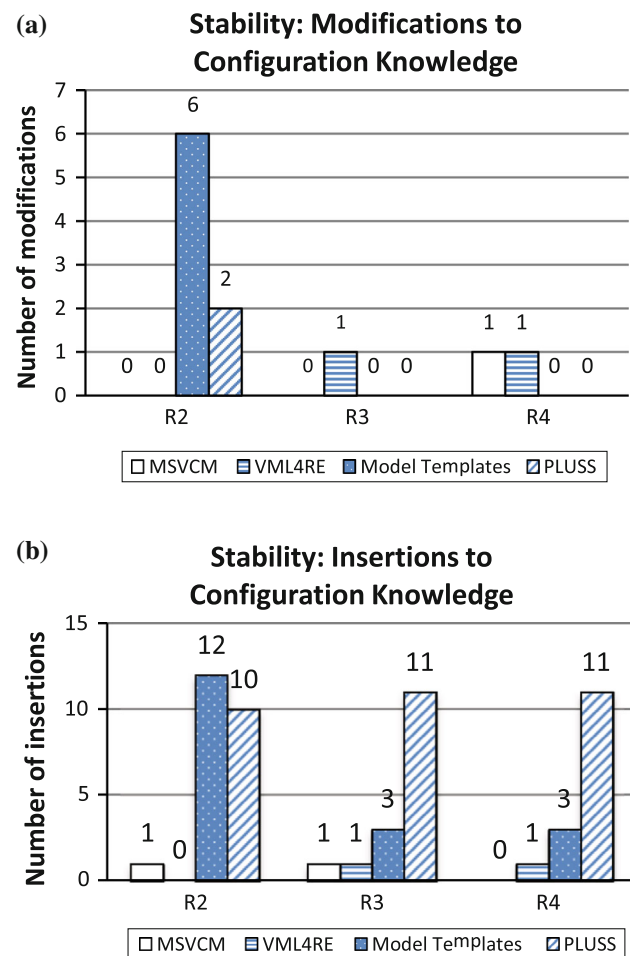 (a)
Stability: Modifications to
Configuration Knowledge
Number of modifications
7
6
5
4
3
2
1
0
0 0 6 2
0 1 0 0
1 1 0 0
R2 R3 R4
MSVCM VML4RE Model Templates PLUSS
(b)
Stability: Insertions to
Configuration Knowledge
Number of insertions
15
10
5
0
1 0 12 10
1 1 3 11
0 1 3 11
R2 R3 R4
MSVCM VML4RE Model Templates PLUSS